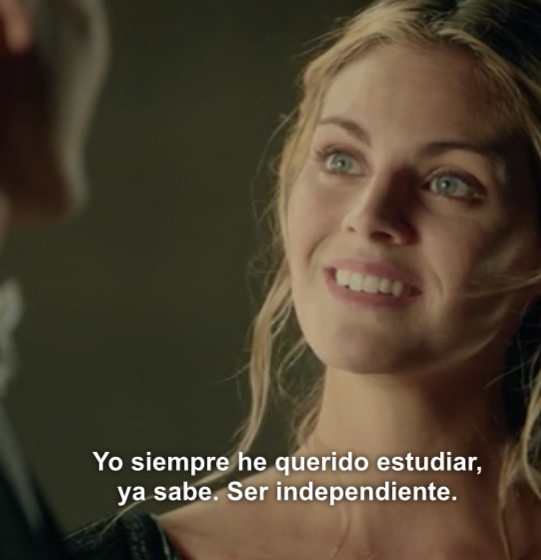 Yo siempre he querido estudiar,
ya sabe. Ser independiente.